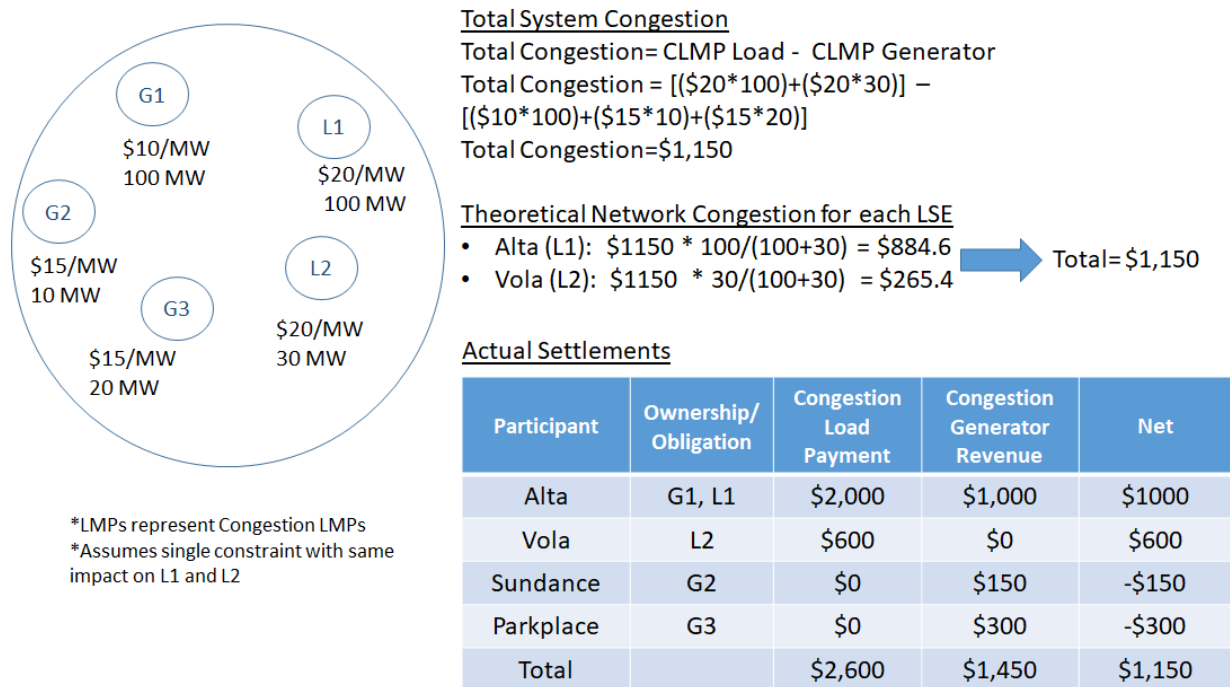 G1
$10/MW
100 MW
L1
$20/MW
100 MW
G2
$15/MW
10 MW
L2
$20/MW
30 MW
G3
$15/MW
20 MW
*LMPs represent Congestion LMPs
*Assumes single constraint with same
impact on L1 and L2
Total System Congestion
Total Congestion= CLMP Load - CLMP Generator
Total Congestion = [($20*100)+($20*30)] –
[($10*100)+($15*10)+($15*20)]
Total Congestion=$1,150
Theoretical Network Congestion for each LSE
• Alta (L1): $1150 * 100/(100+30) = $884.6
• Vola (L2): $1150 * 30/(100+30) = $265.4
Total= $1,150
Actual Settlements
Participant Ownership/ Obligation Congestion Load Payment Congestion Generator Revenue Net
Alta G1, L1 $2,000 $1,000 $1000
Vola L2 $600 $0 $600
Sundance G2 $0 $150 -$150
Parkplace G3 $0 $300 -$300
Total $2,600 $1,450 $1,150